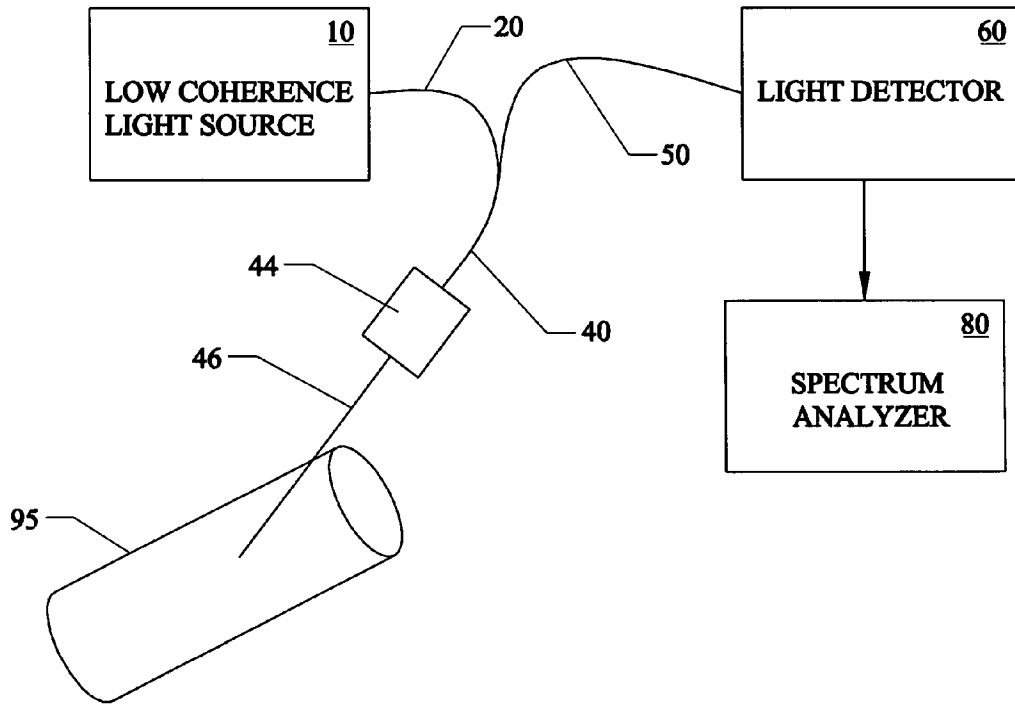 10
LOW COHERENCE
LIGHT SOURCE
20
50
60
LIGHT DETECTOR
44
40
46
80
SPECTRUM
ANALYZER
95